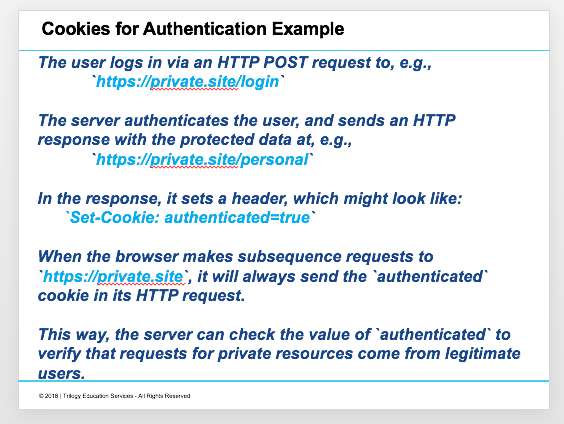 Cookies for Authentication Example
The user logs in via an HTTP POST request to, e.g.,
`https://private.site/login`
The server authenticates the user, and sends an HTTP
response with the protected data at, e.g.,
`https://private.site/personal`
In the response, it sets a header, which might look like:
`Set-Cookie: authenticated=true`
When the browser makes subsequence requests to
`https://private.site`, it will always send the `authenticated`
cookie in its HTTP request.
This way, the server can check the value of `authenticated` to
verify that requests for private resources come from legitimate
users.
© 2018 | Trilogy Education Services - All Rights Reserved